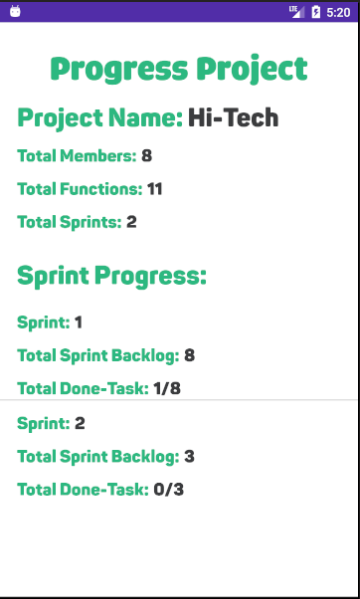 LTE 5:20
Progress Project
Project Name: Hi-Tech
Total Members: 8
Total Functions: 11
Total Sprints: 2
Sprint Progress:
Sprint: 1
Total Sprint Backlog: 8
Total Done-Task: 1/8
Sprint: 2
Total Sprint Backlog: 3
Total Done-Task: 0/3